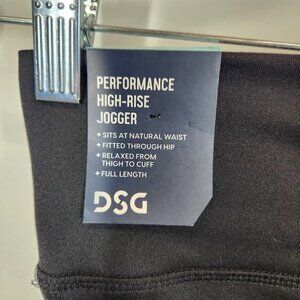 PERFORMANCE
HIGH-RISE
JOGGER
+ SITS AT NATURAL WAIST
+ FITTED THROUGH HIP
+ RELAXED FROM
THIGH TO CUFF
+ FULL LENGTH
DSG